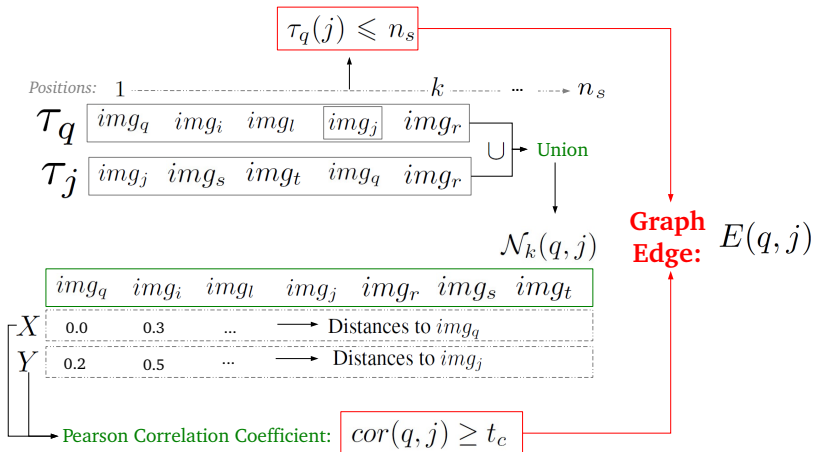 τ_q(j) ⩽ n_s
Positions: 1 k ... n_s
τ_q img_q img_i img_l img_j img_r
∪ Union
τ_j img_j img_s img_t img_q img_r
N_k(q, j)
Graph
Edge: E(q, j)
img_q img_i img_l img_j img_r img_s img_t
X 0.0 0.3 ... Distances to img_q
Y 0.2 0.5 ... Distances to img_j
Pearson Correlation Coefficient: cor(q, j) ≥ t_c